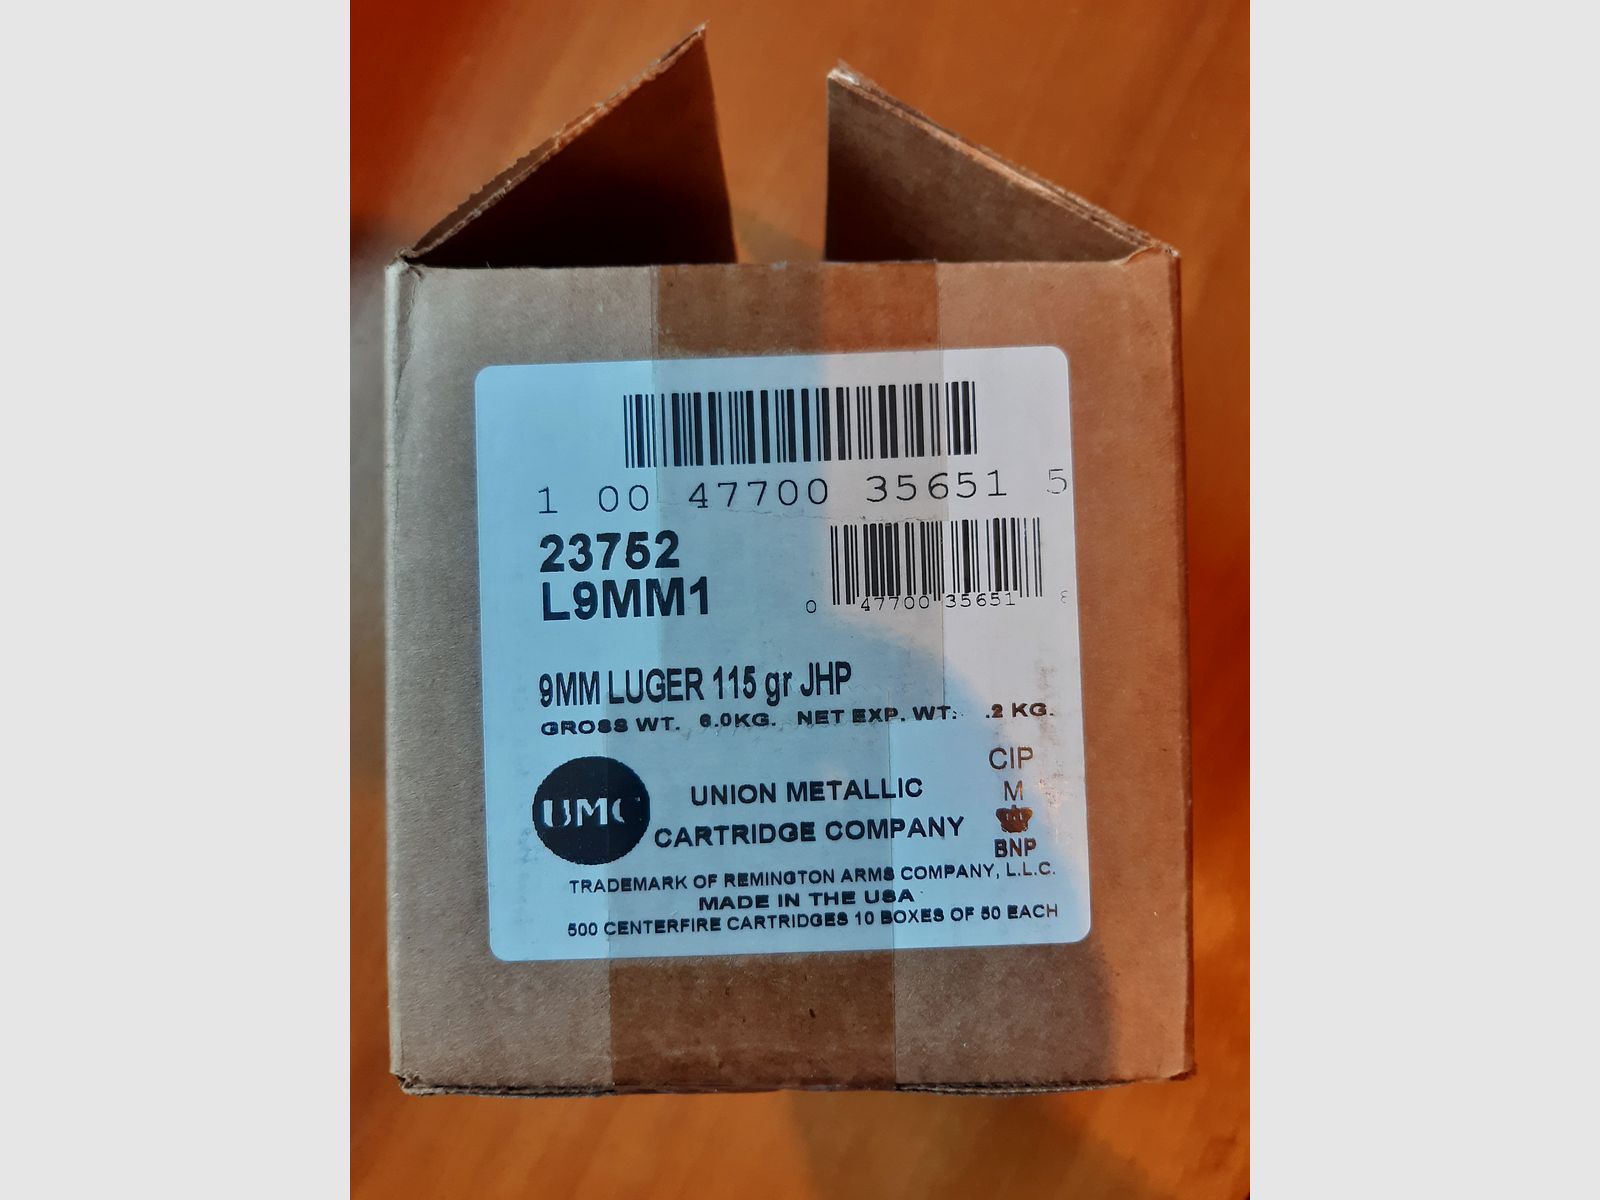 1 00 47700 35651 5
23752
L9MM1
0 47700 35651 8
9MM LUGER 115 gr JHP
GROSS WT. 6.0KG. NET EXP. WT: .2 KG.
CIP
M
BNP
UMC
UNION METALLIC
CARTRIDGE COMPANY
TRADEMARK OF REMINGTON ARMS COMPANY, L.L.C.
MADE IN THE USA
500 CENTERFIRE CARTRIDGES 10 BOXES OF 50 EACH